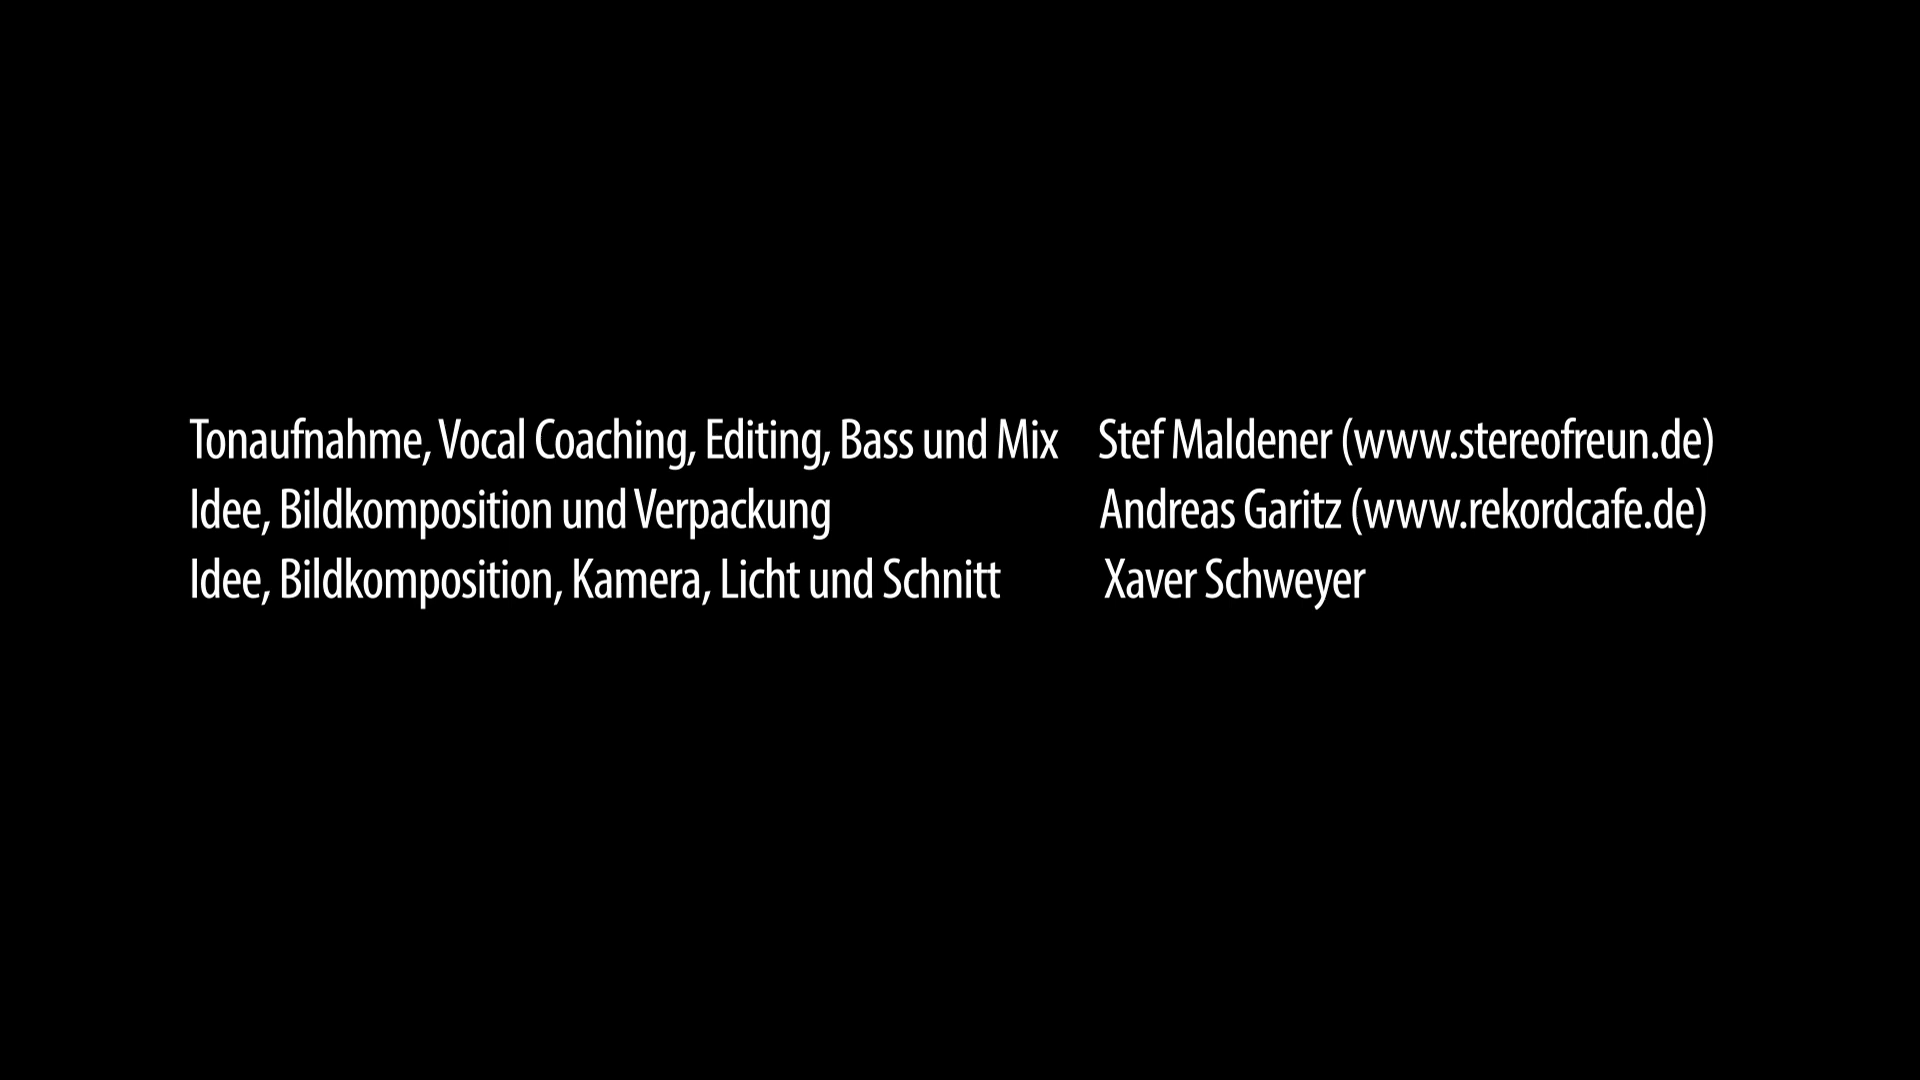 Tonaufnahme, Vocal Coaching, Editing, Bass und Mix Stef Maldener (www.stereofreun.de)
Idee, Bildkomposition und Verpackung Andreas Garitz (www.rekordcafe.de)
Idee, Bildkomposition, Kamera, Licht und Schnitt Xaver Schweyer